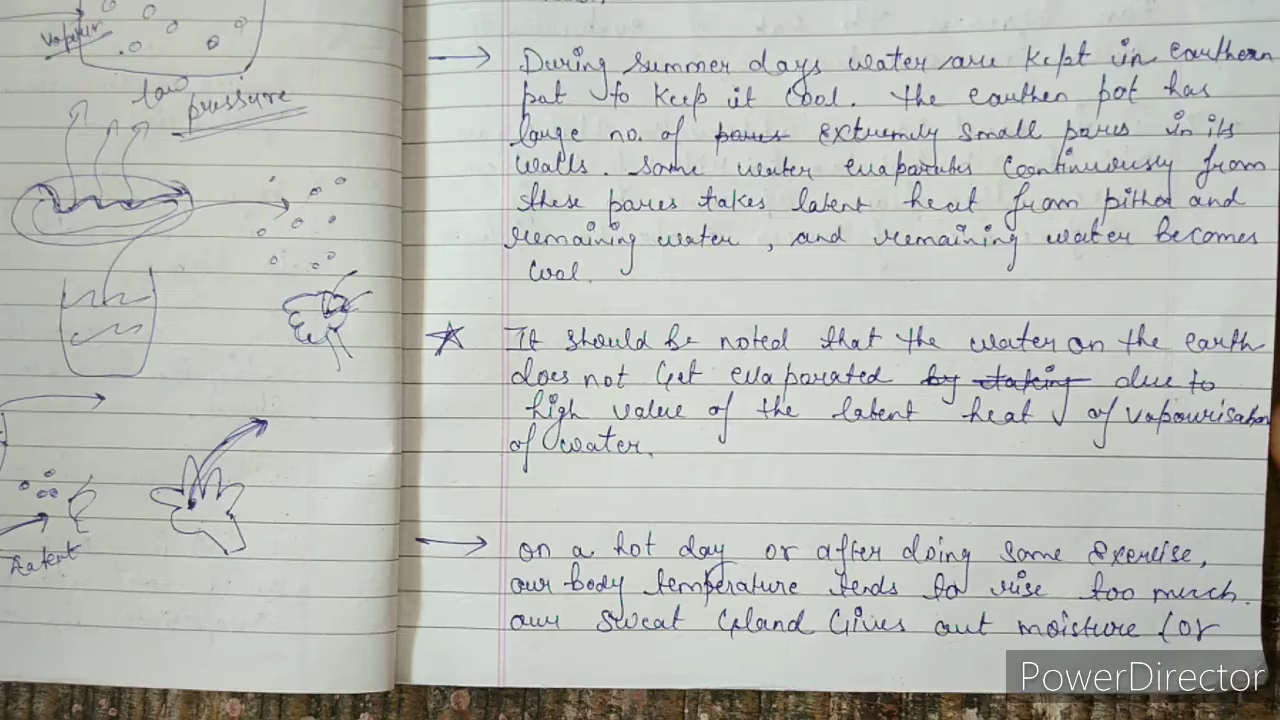 vapour
low
pressure
Latent
During summer days water are kept in earthern
pot to keep it cool. The earthen pot has
large no. of pores extremly small pores in its
walls. some water evaporates continuously from
these pores takes latent heat from pitho and
remaining water, and remaining water becomes
cool.
It should be noted that the water on the earth
does not get evaporated by taking due to
high value of the latent heat of vapourisation
of water.
on a hot day or after doing some exercise,
our body temperature tends to rise too much.
our sweat gland gives out moisture (or
PowerDirector